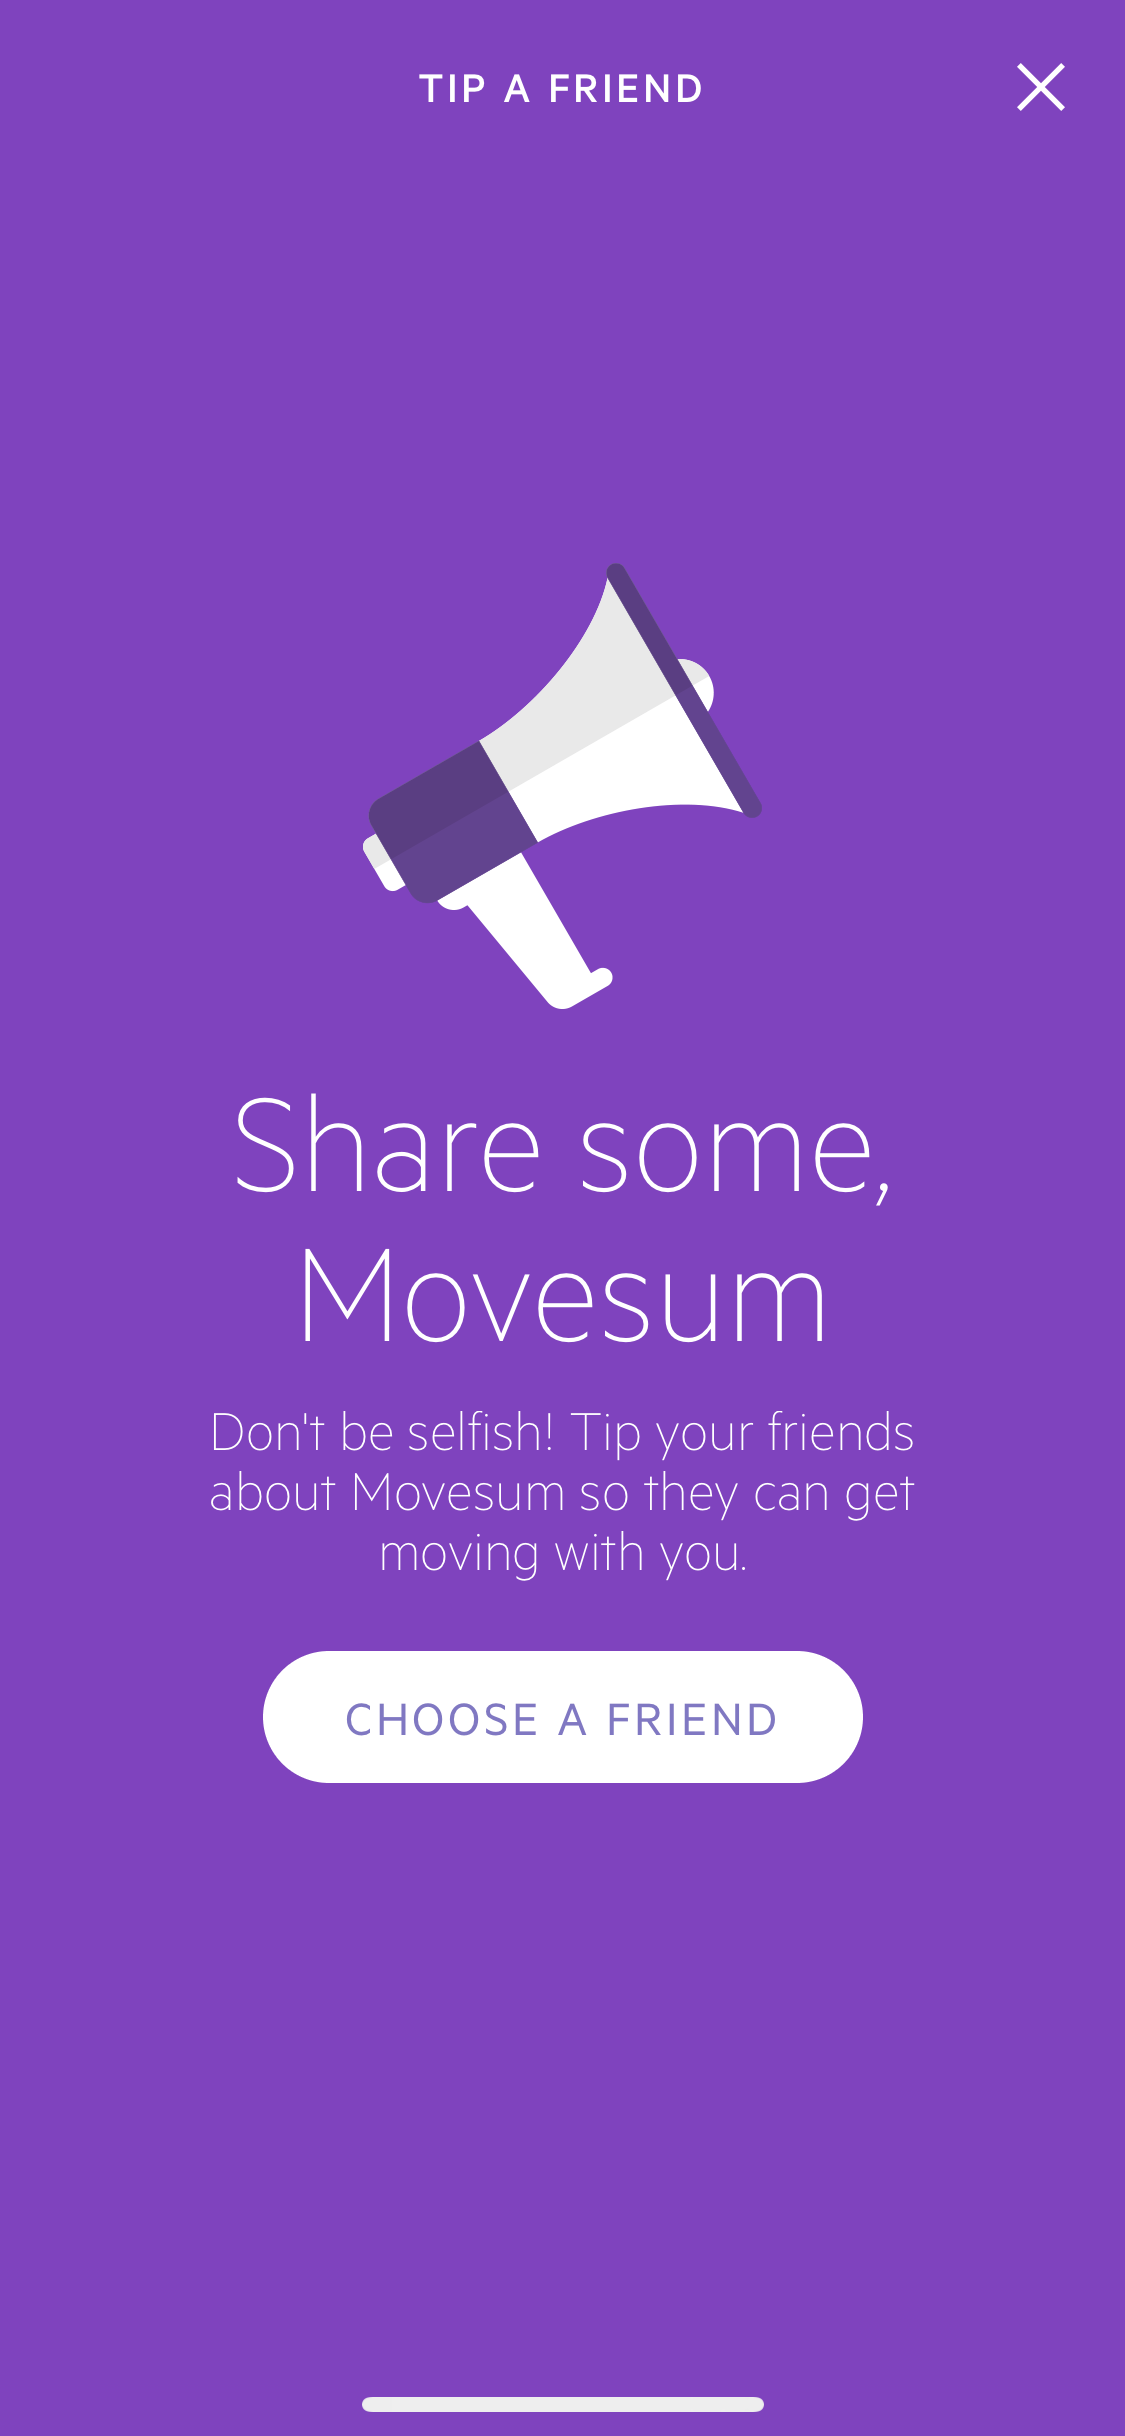 TIP A FRIEND
Share some,
Movesum
Don't be selfish! Tip your friends
about Movesum so they can get
moving with you.
CHOOSE A FRIEND